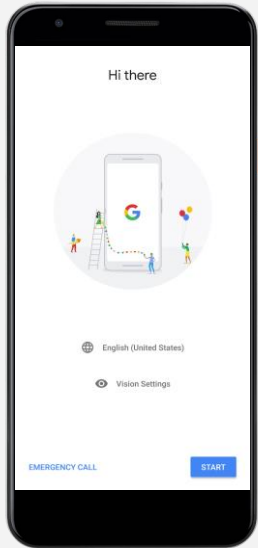 Hi there
G
English (United States)
Vision Settings
EMERGENCY CALL
START